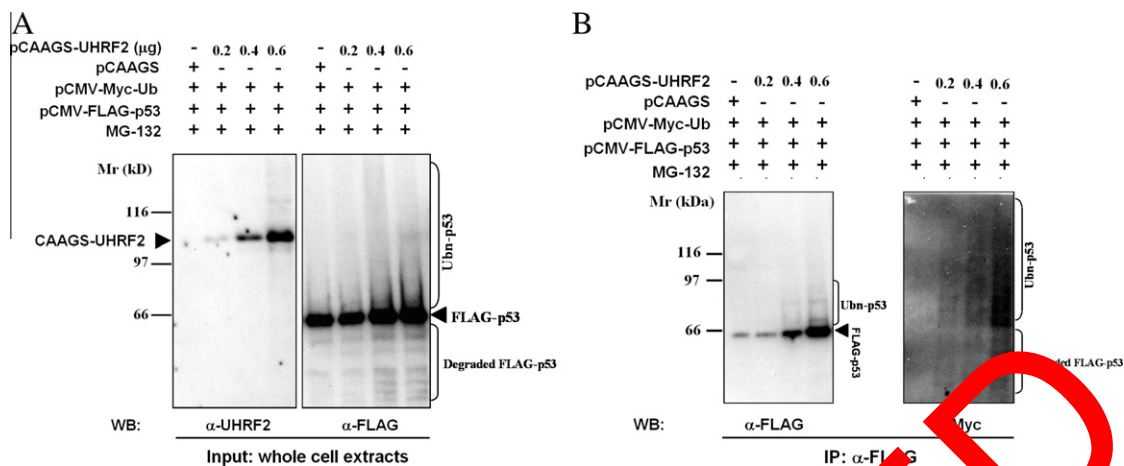 A
pCAAGS-UHRF2 (µg) - 0.2 0.4 0.6 - 0.2 0.4 0.6
pCAAGS + - - - + - - -
pCMV-Myc-Ub + + + + + + + +
pCMV-FLAG-p53 + + + + + + + +
MG-132 + + + + + + + +
Mr (kD)
116
CAAGS-UHRF2
97
66
Ubn-p53
FLAG-p53
Degraded FLAG-p53
WB: α-UHRF2 α-FLAG
Input: whole cell extracts
B
pCAAGS-UHRF2 - 0.2 0.4 0.6 - 0.2 0.4 0.6
pCAAGS + - - - + - - -
pCMV-Myc-Ub + + + + + + + +
pCMV-FLAG-p53 + + + + + + + +
MG-132 + + + + + + + +
Mr (kDa)
116
97
66
Ubn-p53
FLAG-p53
Ubn-p53
FLAG-p53
WB: α-FLAG Myc
IP: α-FLAG